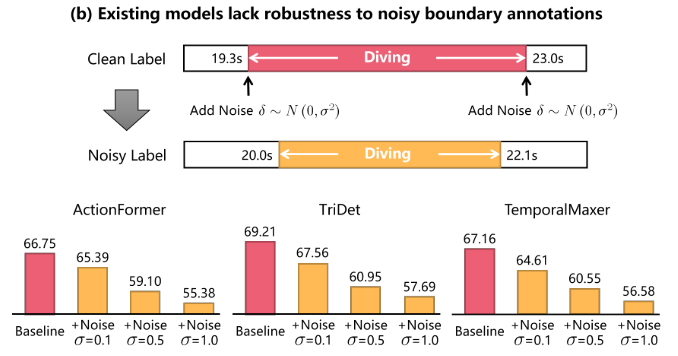 (b) Existing models lack robustness to noisy boundary annotations
Clean Label
19.3s
Diving
23.0s
Add Noise δ ∼ N (0, σ²)
Add Noise δ ∼ N (0, σ²)
Noisy Label
20.0s
Diving
22.1s
ActionFormer
66.75
65.39
59.10
55.38
Baseline
+Noise σ=0.1
+Noise σ=0.5
+Noise σ=1.0
TriDet
69.21
67.56
60.95
57.69
Baseline
+Noise σ=0.1
+Noise σ=0.5
+Noise σ=1.0
TemporalMaxer
67.16
64.61
60.55
56.58
Baseline
+Noise σ=0.1
+Noise σ=0.5
+Noise σ=1.0